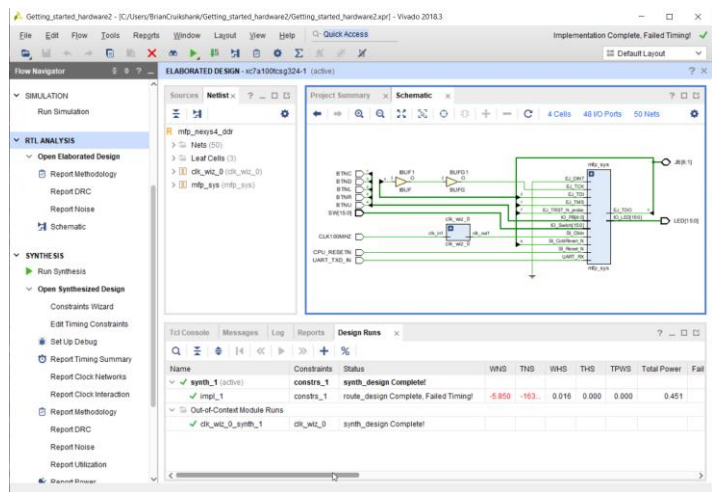 Getting_started_hardware2 - [C:/Users/BrianCruikshank/Getting_started_hardware2/Getting_started_hardware2.xpr] - Vivado 2018.3
File Edit Flow Tools Reports Window Layout View Help Q- Quick Access Implementation Complete, Failed Timing!
Default Layout
Flow Navigator
ELABORATED DESIGN - xc7a100tcsg324-1 (active)
SIMULATION
Run Simulation
RTL ANALYSIS
Open Elaborated Design
Report Methodology
Report DRC
Report Noise
Schematic
SYNTHESIS
Run Synthesis
Open Synthesized Design
Constraints Wizard
Edit Timing Constraints
Set Up Debug
Report Timing Summary
Report Clock Networks
Report Clock Interaction
Report Methodology
Report DRC
Report Noise
Report Utilization
Report Power
Sources Netlist
mfp_nexys4_ddr
Nets (50)
Leaf Cells (3)
clk_wiz_0 (clk_wiz_0)
mfp_sys (mfp_sys)
Project Summary Schematic
4 Cells 48 I/O Ports 50 Nets
BTNC
BTND
BTNL
BTNR
BTNU
SW[15:0]
CLK100MHZ
CPU_RESETN
UART_TXD_IN
IBUF1
IBUF
BUFG1
BUFG
clk_wiz_0
clk_in1 clk_out1
clk_wiz_0
mfp_sys
EJ_DINT
EJ_TCK
EJ_TDI
EJ_TMS
EJ_TRST_N_probe
IO_PB[4:0]
IO_Switch[15:0]
SI_ClkIn
SI_ColdReset_N
SI_Reset_N
UART_RX
EJ_TDO
IO_LED[15:0]
mfp_sys
JB[8:1]
LED[15:0]
Tcl Console Messages Log Reports Design Runs
Name Constraints Status WNS TNS WHS THS TPWS Total Power Fail
synth_1 (active) constrs_1 synth_design Complete!
impl_1 constrs_1 route_design Complete, Failed Timing! -5.850 -163... 0.016 0.000 0.000 0.451
Out-of-Context Module Runs
clk_wiz_0_synth_1 clk_wiz_0 synth_design Complete!